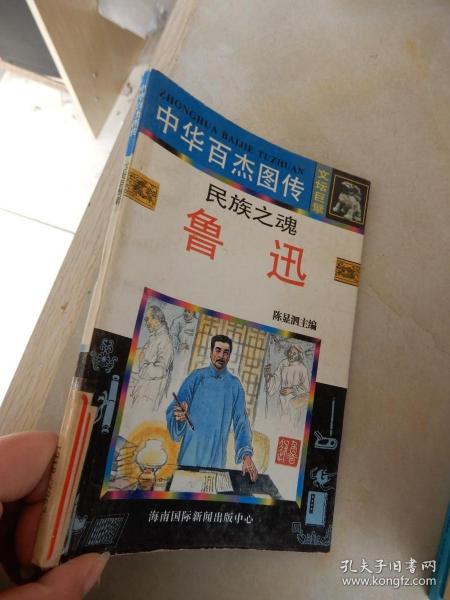 ZHONGHUA BAIJIE TUZHUAN
中华百杰图传
文坛巨擘
民族之魂
鲁迅
陈显泗主编
海南国际新闻出版中心
孔夫子旧书网
www.kongfz.com